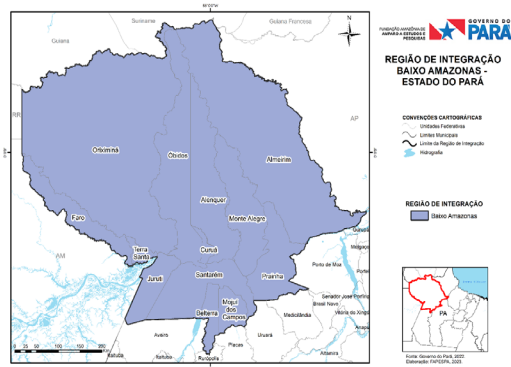 Suriname
Guiana Francesa
Guiana
N
RR
AP
AM
Oriximiná
Óbidos
Almeirim
Alenquer
Monte Alegre
Faro
Terra
Santa
Curuá
Juruti
Santarém
Prainha
Belterra
Mojuí
dos
Campos
Porto de Moz
Senador José Porfírio
Brasil Novo
Vitória do Xingu
Medicilândia
Uruará
Placas
Altamira
Aveiro
Itaituba
Itaituba
Rurópolis
0 25 50 100 150 200
FUNDAÇÃO AMAZÔNIA DE
AMPARO A ESTUDOS E
PESQUISAS
GOVERNO DO
PARÁ
REGIÃO DE INTEGRAÇÃO
BAIXO AMAZONAS -
ESTADO DO PARÁ
CONVENÇÕES CARTOGRÁFICAS
Unidades Federativas
Limites Municipais
Limite da Região de Integração
Hidrografia
REGIÃO DE INTEGRAÇÃO
Baixo Amazonas
PA
Fonte: Governo do Pará, 2022.
Elaboração: FAPESPA, 2023.